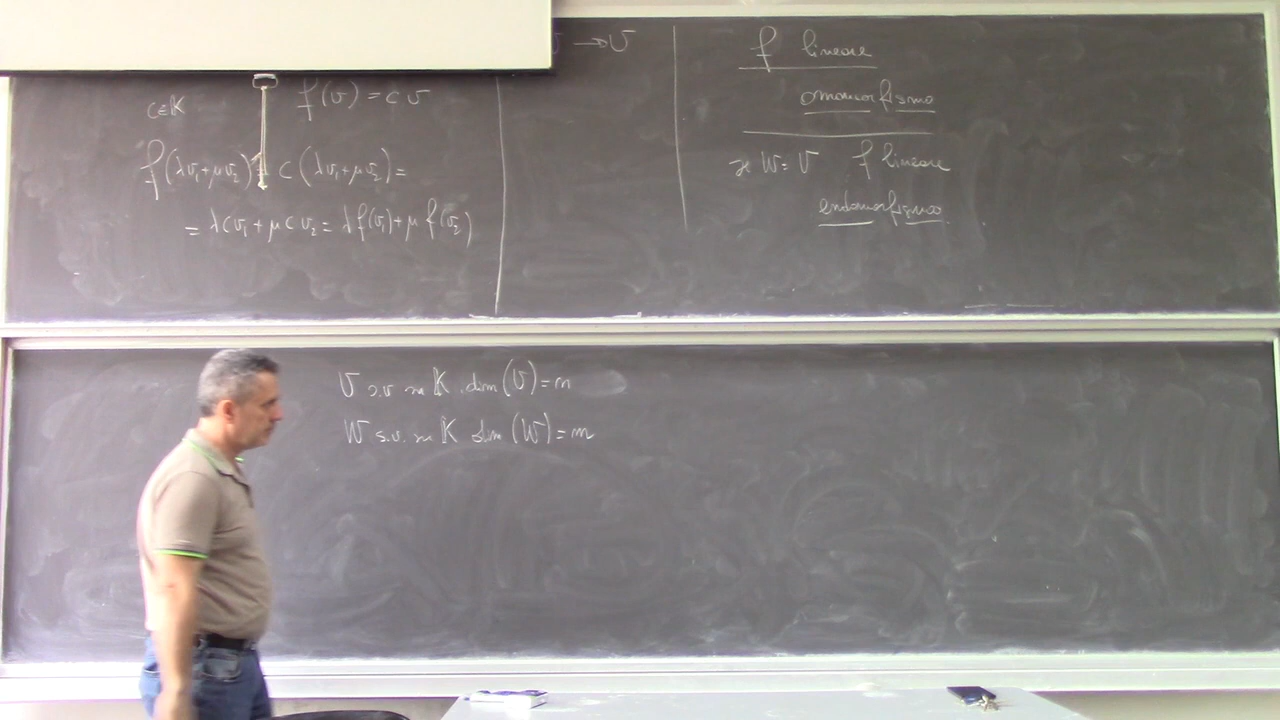 → V
c∈K f(v) = c v
f(λv₁+μv₂) = c(λv₁+μv₂) =
= λcv₁+μcv₂ = λf(v₁)+μf(v₂)
f lineare
omomorfismo
se W=V f lineare
endomorfismo
V s.v. su K dim(V)=n
W s.v. su K dim(W)=m